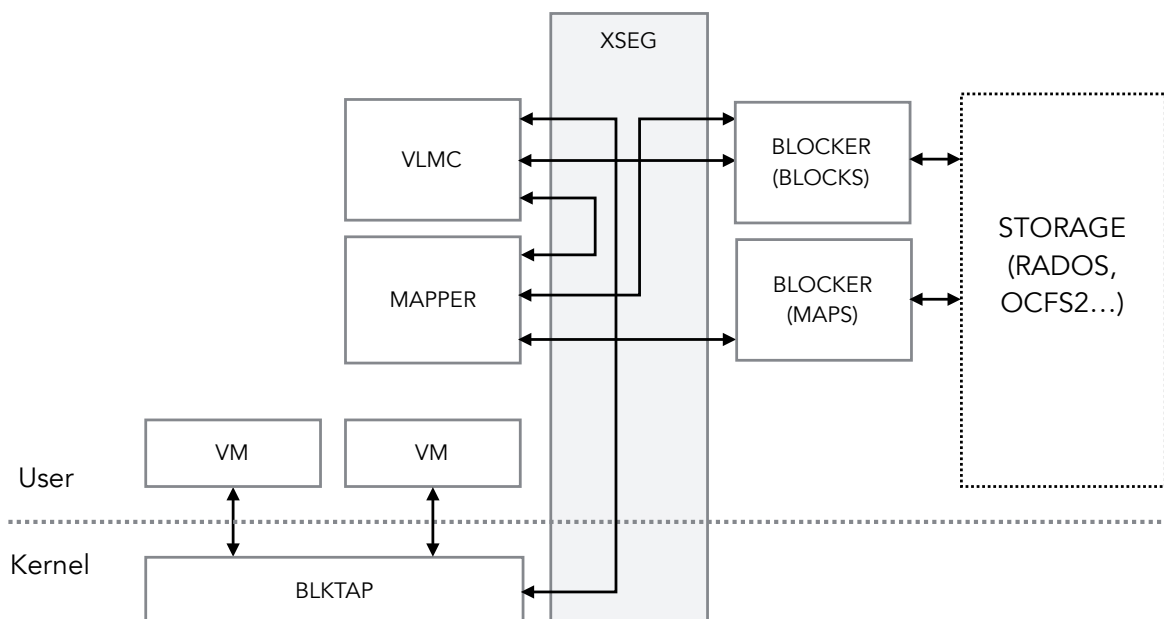 XSEG
VLMC
BLOCKER
(BLOCKS)
STORAGE
(RADOS,
OCFS2...)
MAPPER
BLOCKER
(MAPS)
VM
VM
User
Kernel
BLKTAP